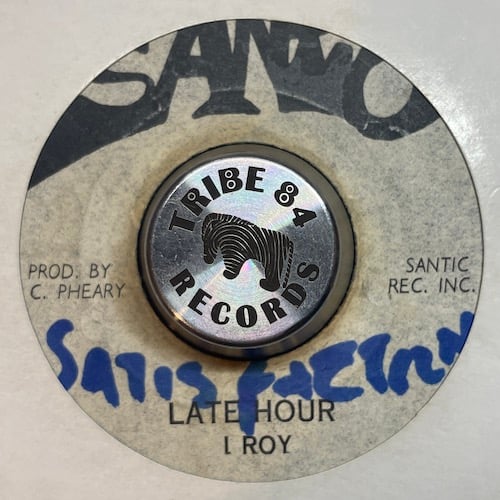 SANTIC
TRIBE 84
RECORDS
PROD. BY
C. PHEARY
SANTIC
REC. INC.
SATISFACTION
LATE HOUR
I ROY